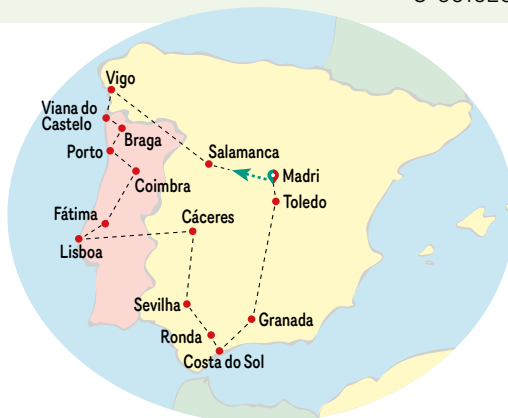 Vigo
Viana do
Castelo
Braga
Porto
Salamanca
Madri
Coimbra
Toledo
Fátima
Cáceres
Lisboa
Sevilha
Granada
Ronda
Costa do Sol